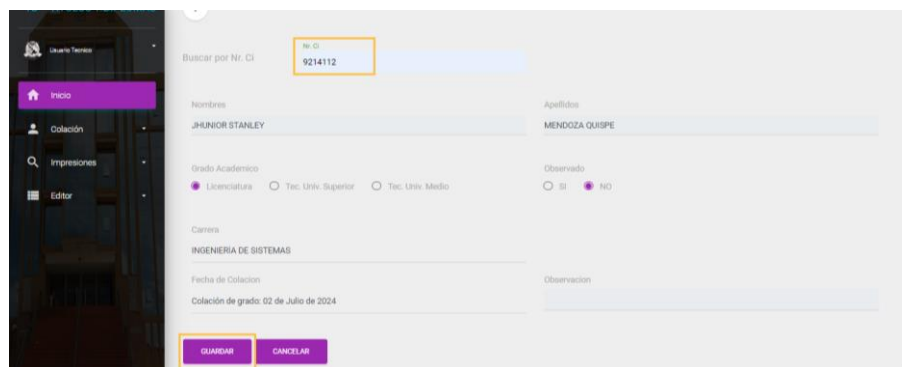 Usuario Tecnico
Inicio
Colación
Impresiones
Editor
Buscar por Nr. Ci
Nr. Ci
9214112
Nombres
JHUNIOR STANLEY
Apellidos
MENDOZA QUISPE
Grado Academico
Licenciatura Tec. Univ. Superior Tec. Univ. Medio
Observado
SI NO
Carrera
INGENIERÍA DE SISTEMAS
Fecha de Colacion
Colación de grado: 02 de Julio de 2024
Observacion
GUARDAR CANCELAR